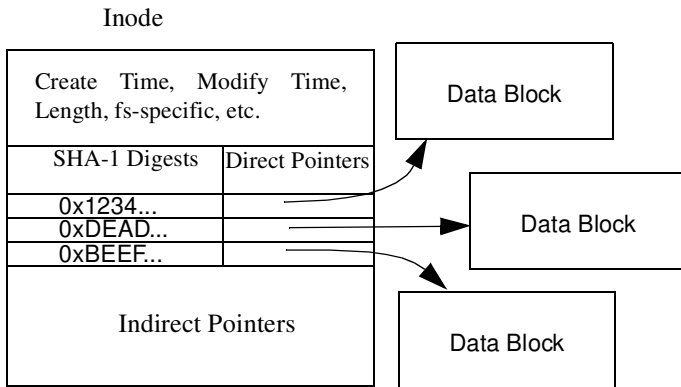 Inode
Create Time, Modify Time,
Length, fs-specific, etc.
SHA-1 Digests
Direct Pointers
0x1234...
0xDEAD...
0xBEEF...
Indirect Pointers
Data Block
Data Block
Data Block